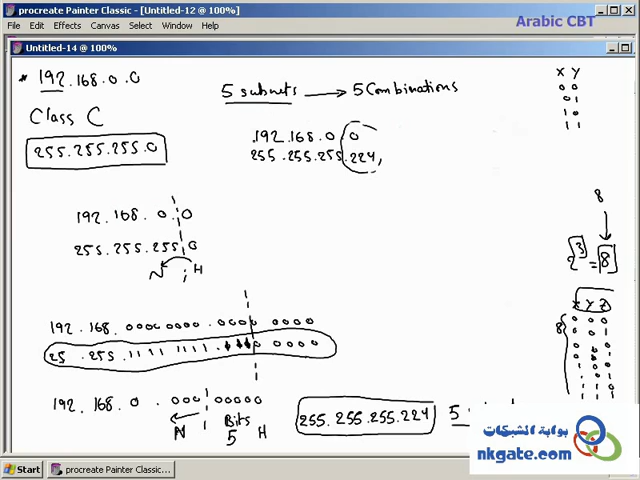 procreate Painter Classic - [Untitled-12 @ 100%]
Arabic CBT
File Edit Effects Canvas Select Window Help
Untitled-14 @ 100%
* 192.168.0.0
5 subnets → 5 Combinations
X Y
0 0
0 1
1 0
1 1
Class C
255.255.255.0
192.168.0 0
255.255.255.224,
192.168.0.0
255.255.255.0
N H
8
2³ = 8
192.168.00000000.0000 0000
25 .255.1111 1111.
0000
X Y Z
8
192.168.0.000 00000
N Bits H
5
255.255.255.224
5
بوابة الشبكات
nkgate.com
Start procreate Painter Classic...